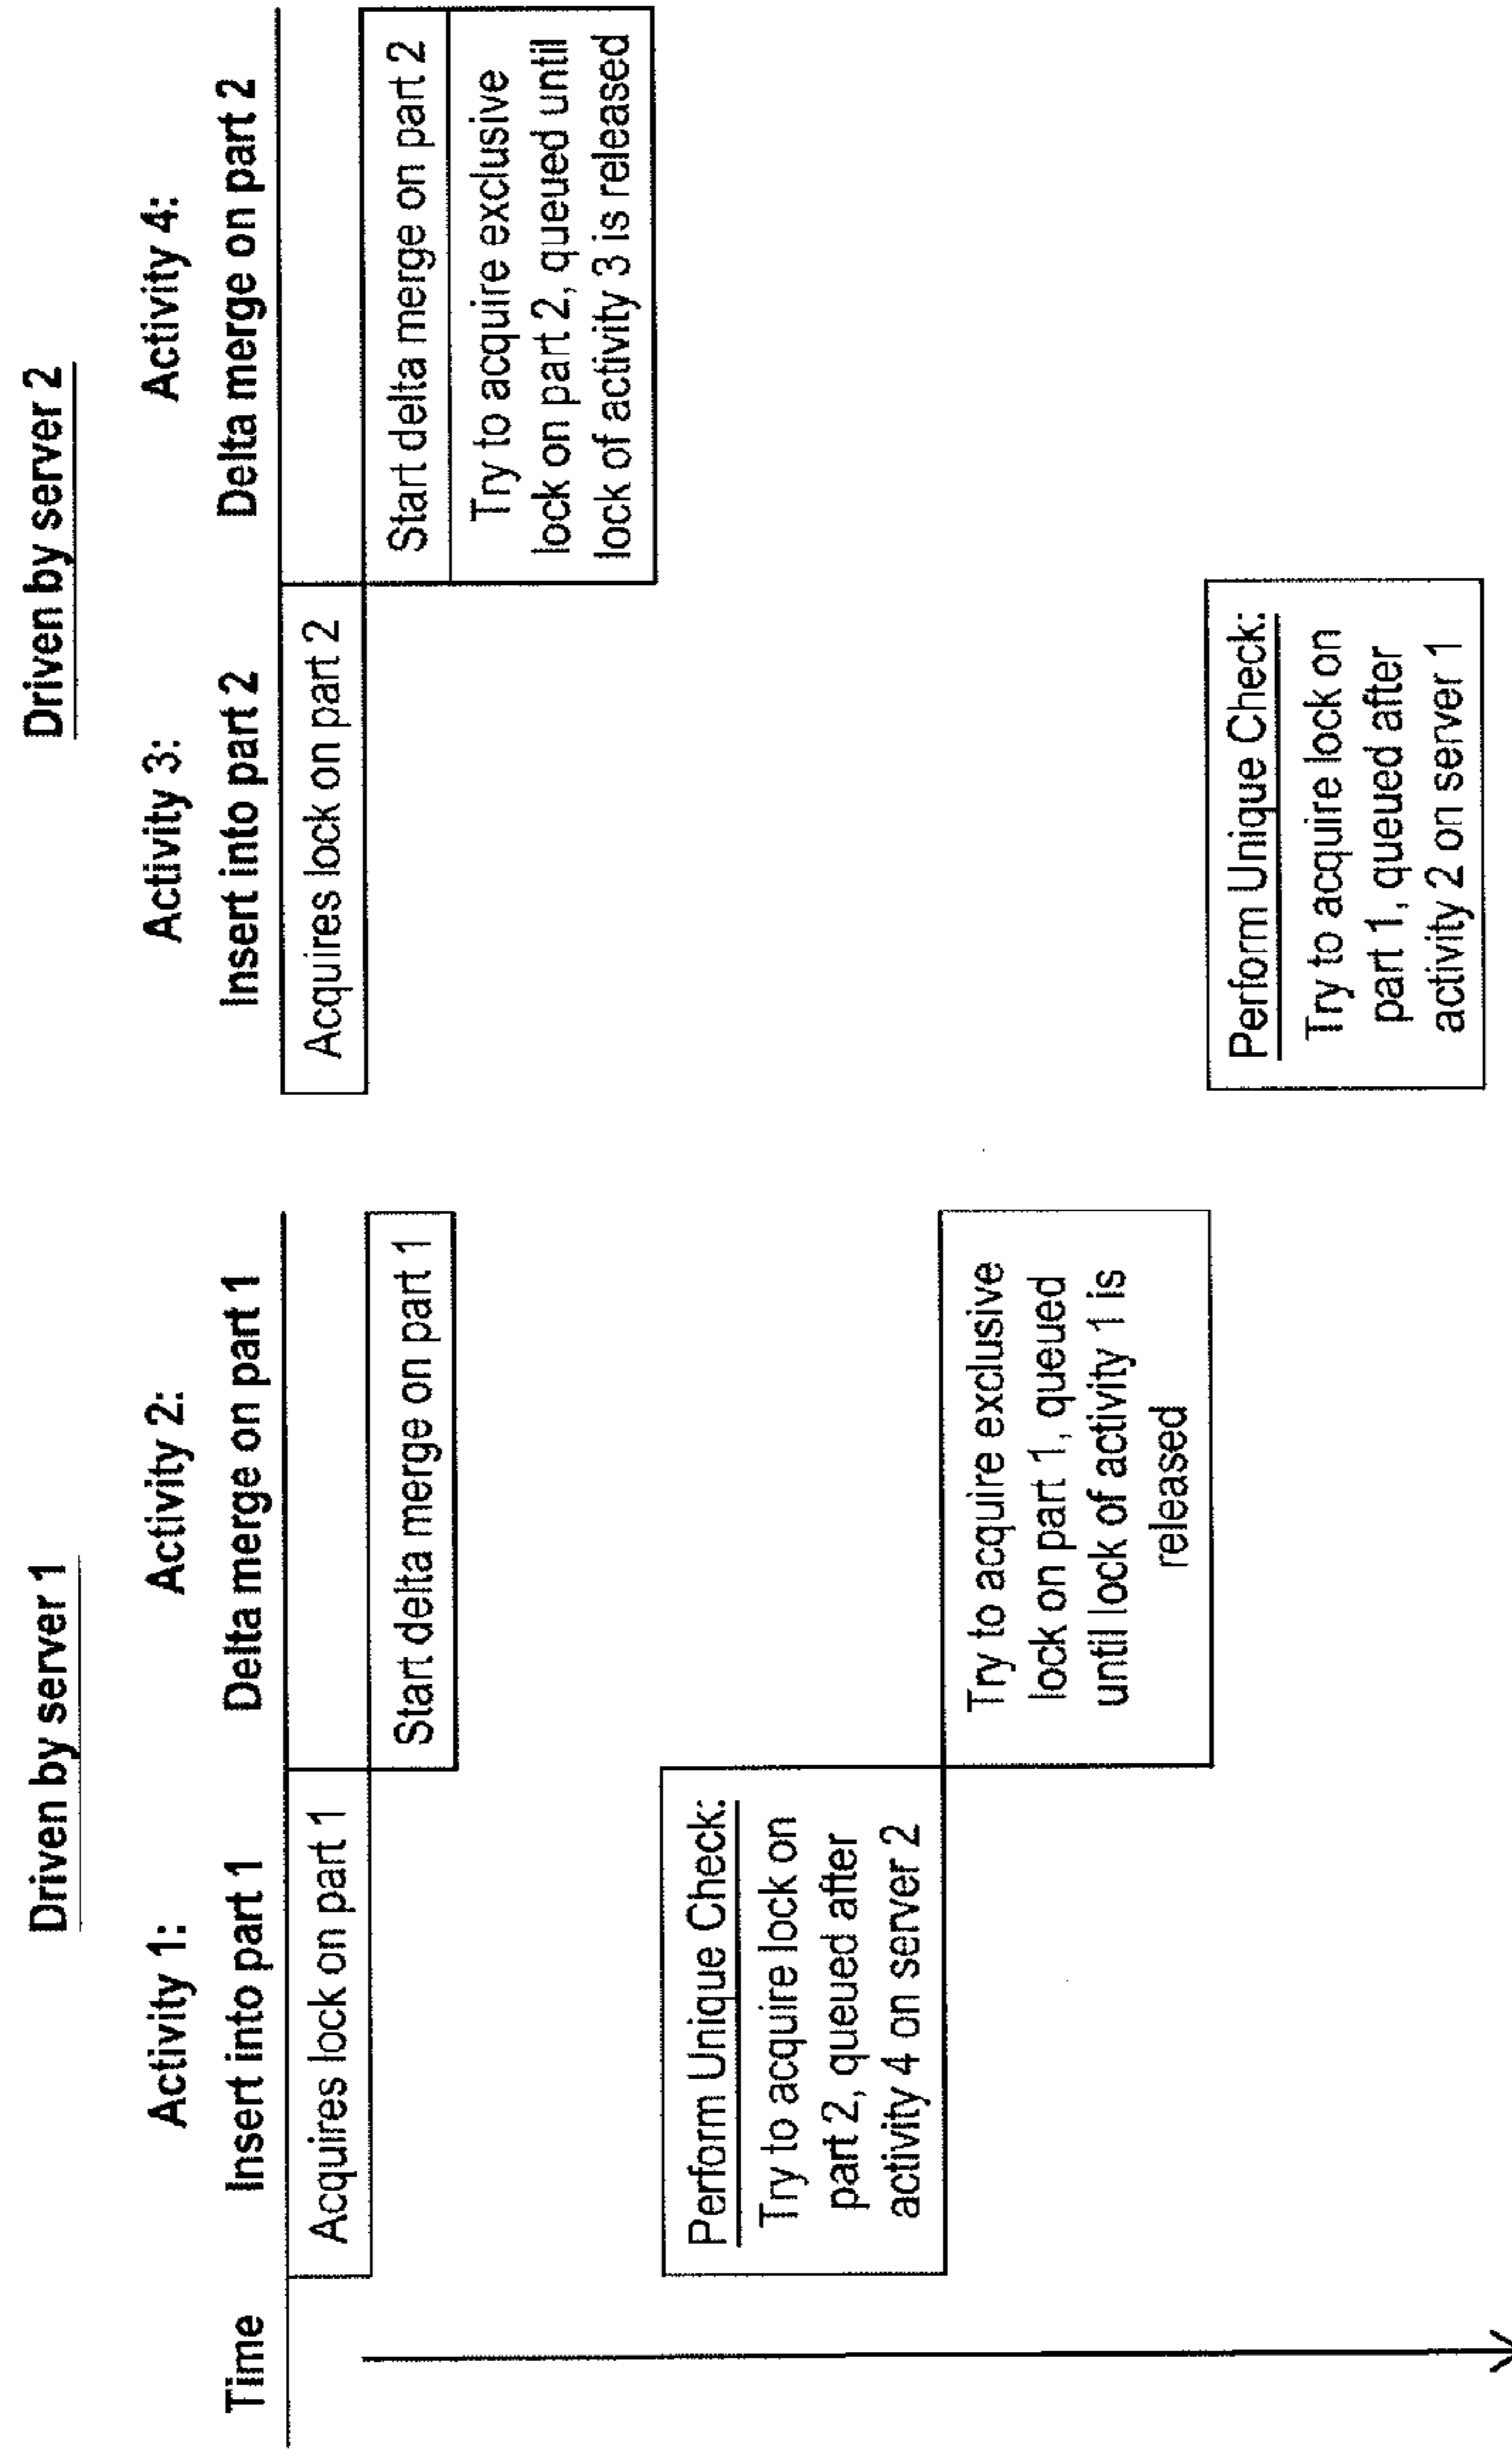 Driven by server 1
Driven by server 2
Activity 1:
Activity 2:
Activity 3:
Activity 4:
Time
Insert into part 1
Delta merge on part 1
Insert into part 2
Delta merge on part 2
Acquires lock on part 1
Acquires lock on part 2
Start delta merge on part 1
Start delta merge on part 2
Try to acquire exclusive
lock on part 2, queued until
lock of activity 3 is released
Perform Unique Check:
Try to acquire lock on
part 2, queued after
activity 4 on server 2
Try to acquire exclusive
lock on part 1, queued
until lock of activity 1 is
released
Perform Unique Check:
Try to acquire lock on
part 1, queued after
activity 2 on server 1